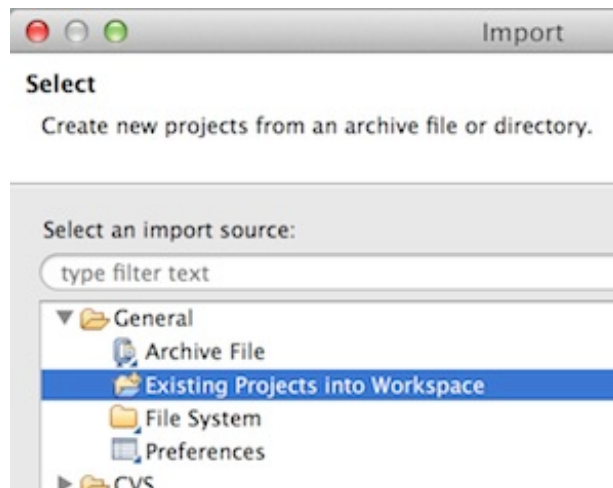 Import
Select
Create new projects from an archive file or directory.
Select an import source:
type filter text
General
Archive File
Existing Projects into Workspace
File System
Preferences
CVS